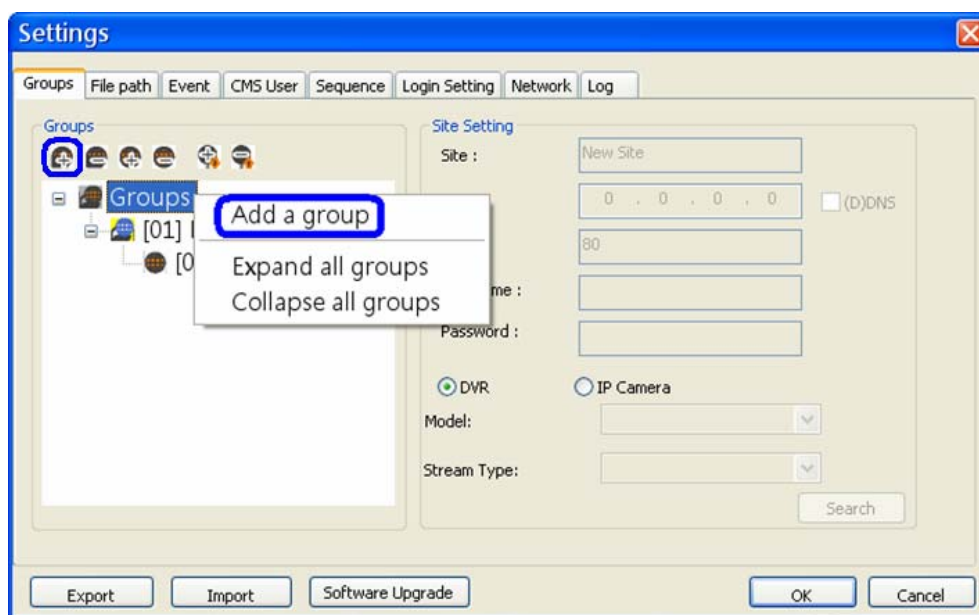 Settings
Groups File path Event CMS User Sequence Login Setting Network Log
Groups
Groups
[01]
[0
Add a group
Expand all groups
Collapse all groups
Site Setting
Site :
New Site
0 . 0 . 0 . 0
(D)DNS
80
me :
Password :
DVR
IP Camera
Model:
Stream Type:
Search
Export
Import
Software Upgrade
OK
Cancel